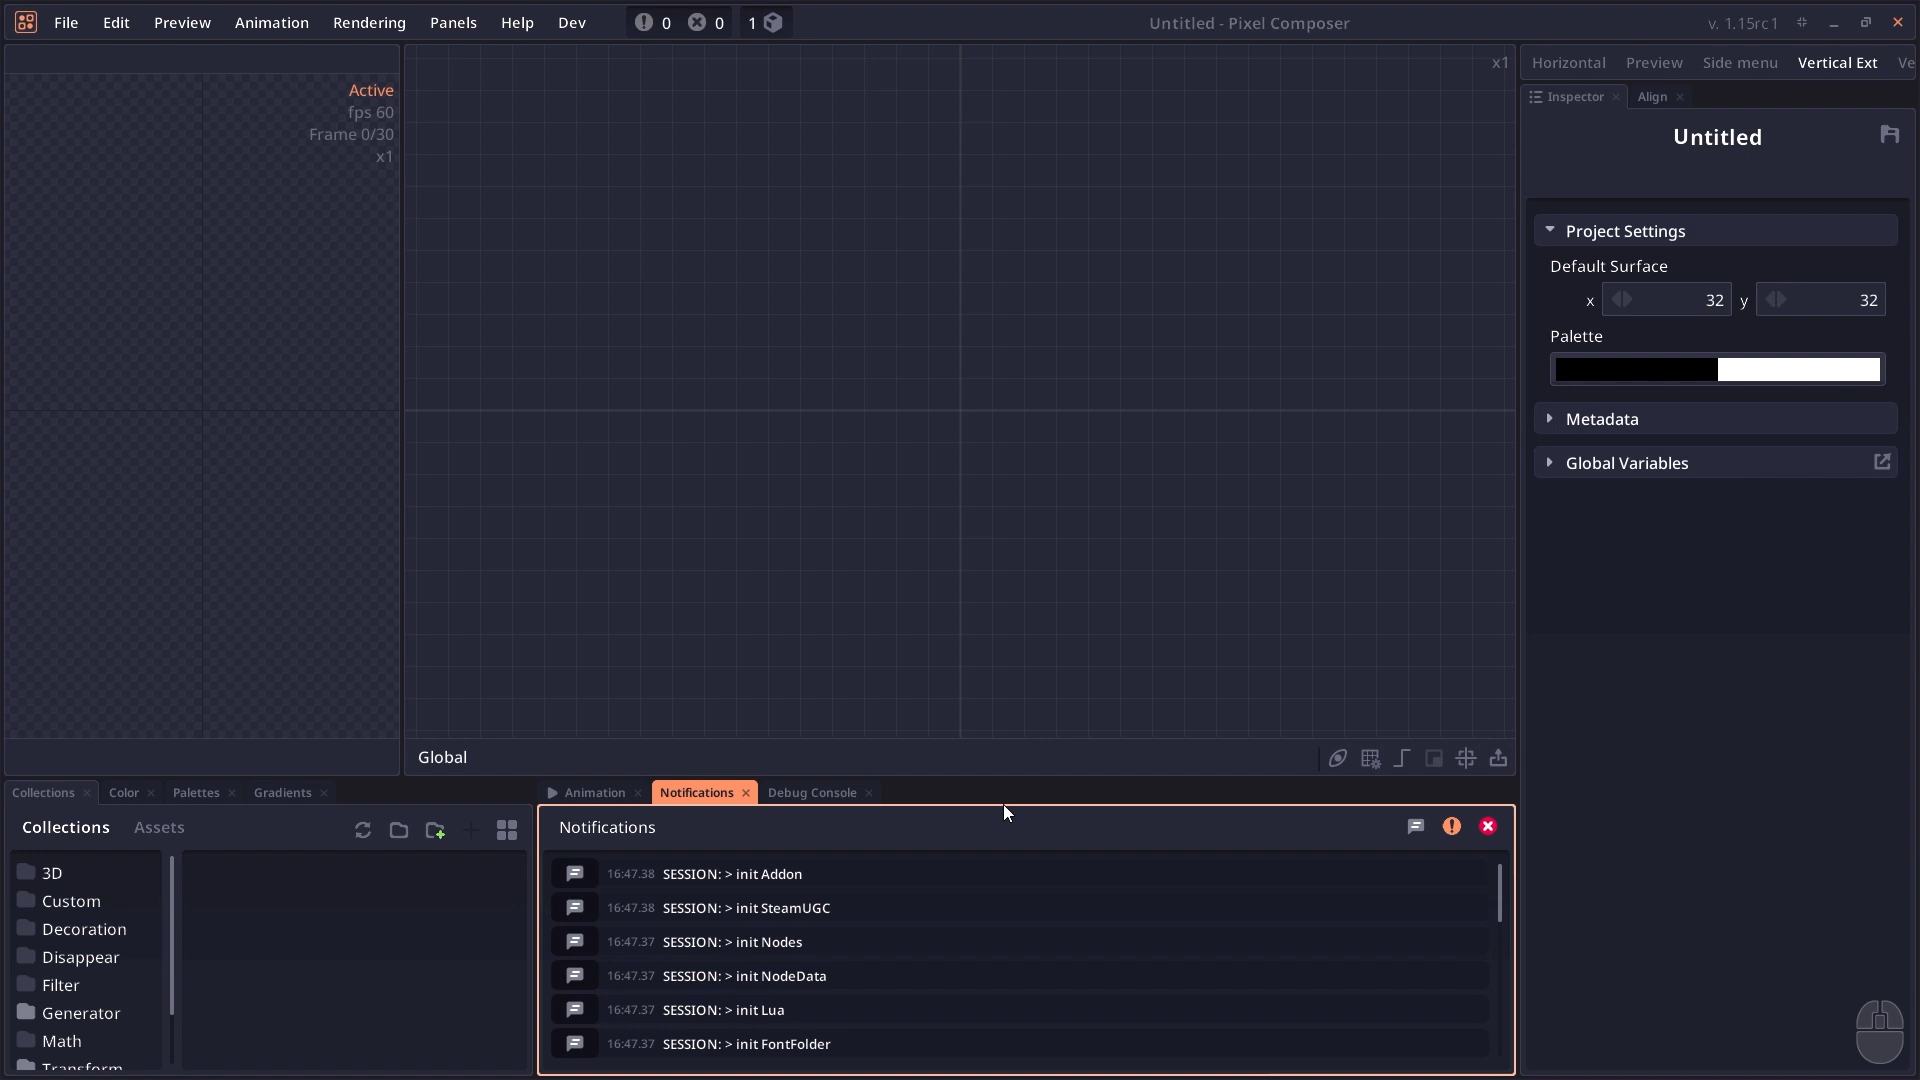 File Edit Preview Animation Rendering Panels Help Dev 0 0 1 Untitled - Pixel Composer v. 1.15rc1
Active
fps 60
Frame 0/30
x1
x1
Global
Horizontal Preview Side menu Vertical Ext Ve
Inspector Align
Untitled
Project Settings
Default Surface
x 32 y 32
Palette
Metadata
Global Variables
Collections Color Palettes Gradients
Collections Assets
3D
Custom
Decoration
Disappear
Filter
Generator
Math
Transform
Animation Notifications Debug Console
Notifications
16:47.38 SESSION: > init Addon
16:47.38 SESSION: > init SteamUGC
16:47.37 SESSION: > init Nodes
16:47.37 SESSION: > init NodeData
16:47.37 SESSION: > init Lua
16:47.37 SESSION: > init FontFolder